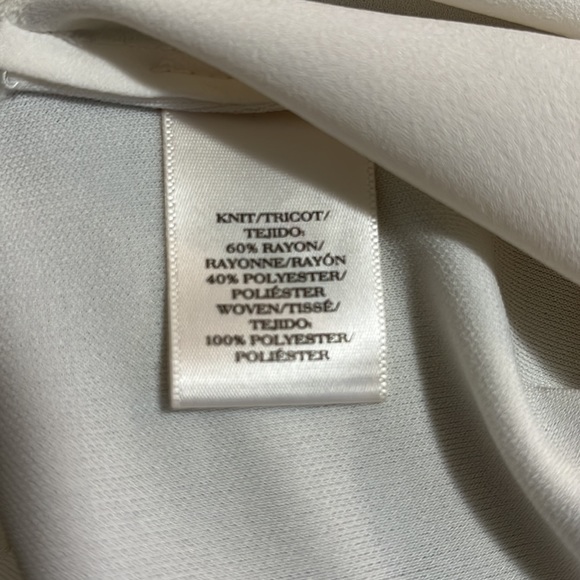 KNIT/TRICOT/
TEJIDO:
60% RAYON/
RAYONNE/RAYÓN
40% POLYESTER/
POLIÉSTER
WOVEN/TISSÉ/
TEJIDO:
100% POLYESTER/
POLIÉSTER